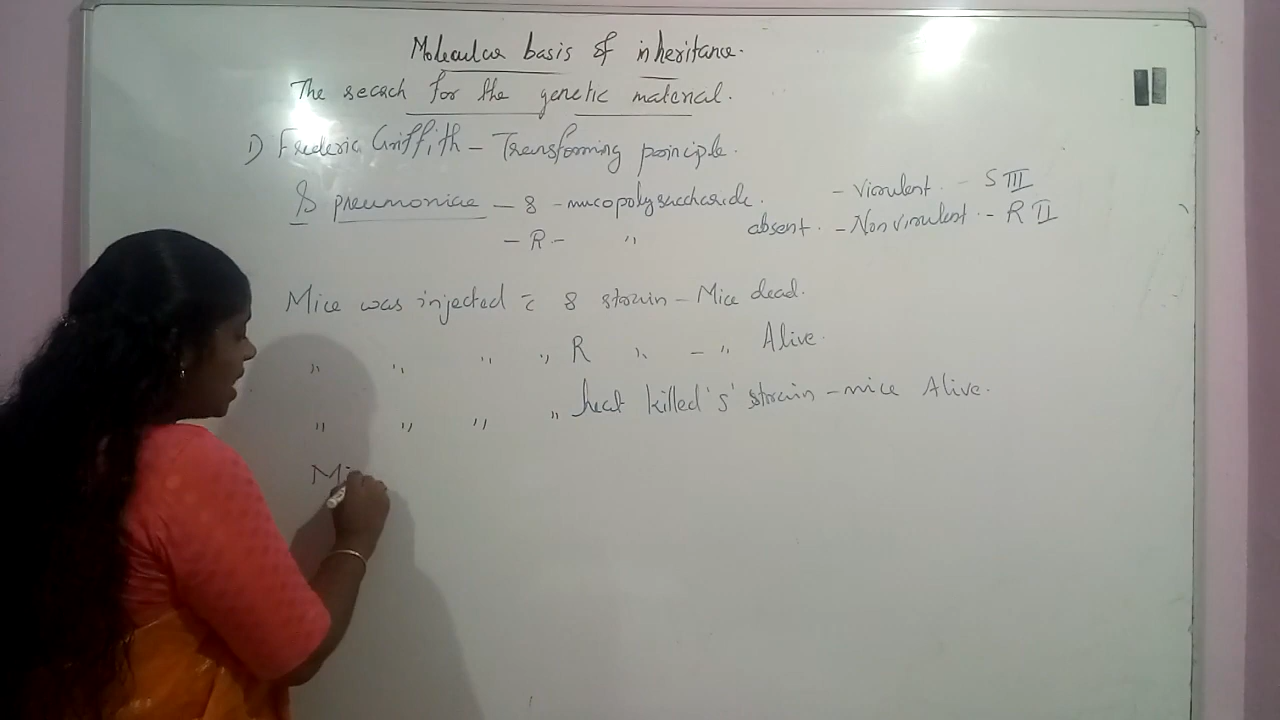 Molecular basis of inheritance.
The search for the genetic material.
1) Frederic Griffith - Transforming principle.
S pneumoniae - S - mucopolysaccharide. - Virulent - S III
- R - " absent. - Non virulent - R II
Mice was injected c̄ S strain - Mice dead.
" " " " R " - " Alive.
" " " " heat killed 'S' strain - mice Alive.
Mi